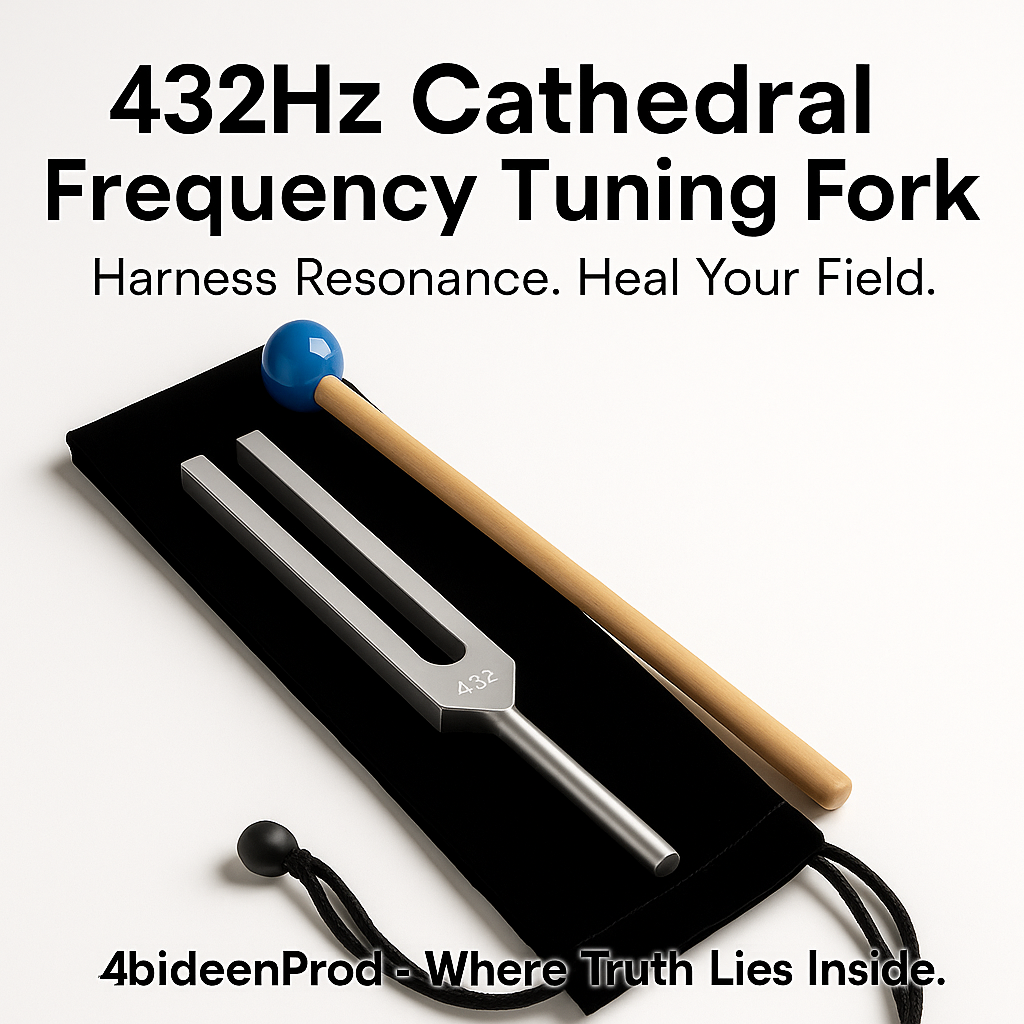 432Hz Cathedral
Frequency Tuning Fork
Harness Resonance. Heal Your Field.
432
4bideenProd - Where Truth Lies Inside.